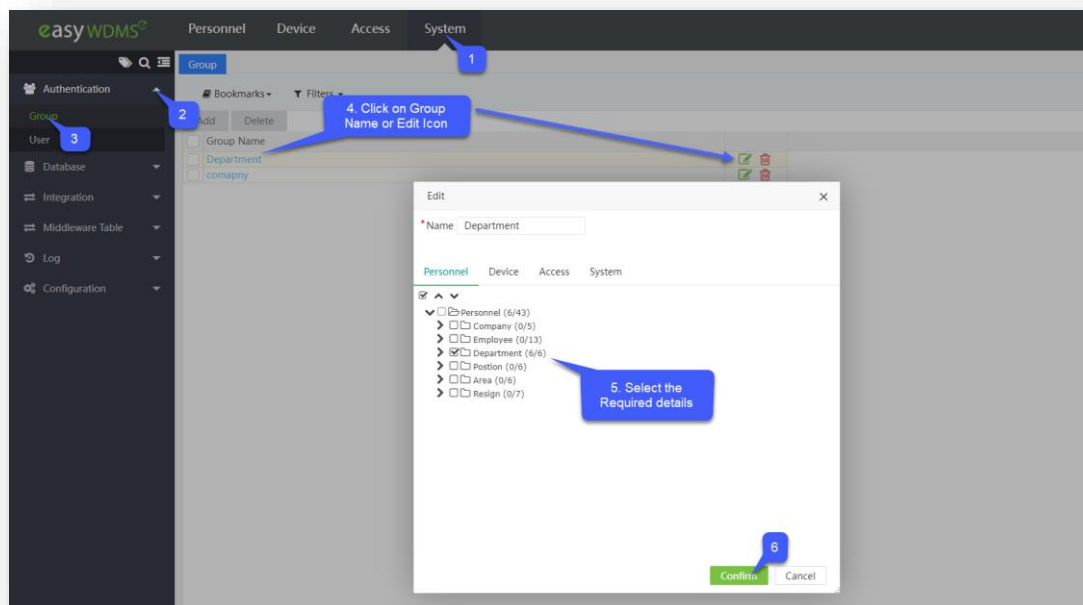 easy WDMS e
Personnel Device Access System
1
Group
Authentication
Bookmarks Filters
Group
2
Add Delete
4. Click on Group
Name or Edit Icon
User 3
Group Name
Database
Department
comapny
Integration
Middleware Table
Log
Configuration
Edit
*Name Department
Personnel Device Access System
Personnel (6/43)
Company (0/5)
Employee (0/13)
Department (6/6)
Postion (0/6)
Area (0/6)
Resign (0/7)
5. Select the
Required details
6
Confirm Cancel